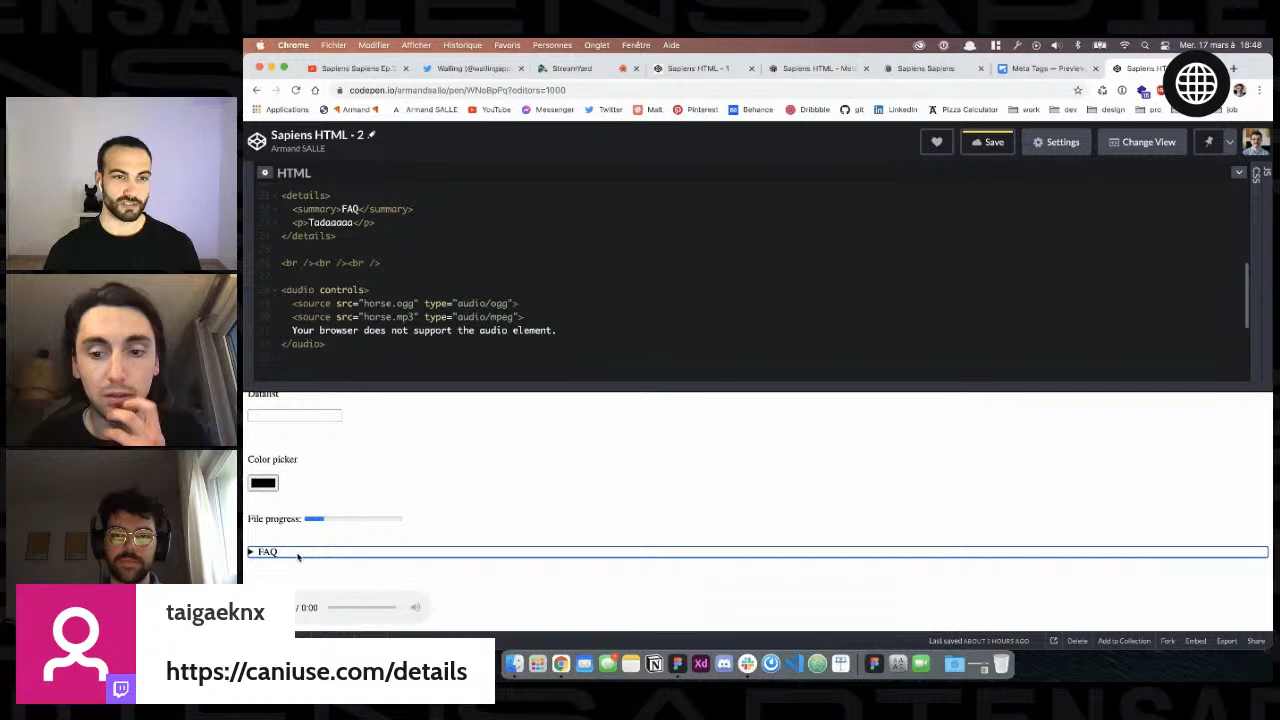 Chrome Fichier Modifier Afficher Historique Favoris Personnes Onglet Fenêtre Aide
Mer. 17 mars à 18:48
Sapiens Sapiens Ep.
Walling (@wallingapp
StreamYard
Sapiens HTML - 1
Sapiens HTML - Met
Sapiens Sapiens
Meta Tags — Preview
Sapiens H
codepen.io/armandsalle/pen/WNoBpPq?editors=1000
Applications
Armand
Armand SALLE
YouTube
Messenger
Twitter
Malt
Pinterest
Behance
Dribbble
git
LinkedIn
Pizza Calculator
work
dev
design
pro
Sapiens HTML - 2
Armand SALLE
Save
Settings
Change View
HTML
CSS
JS
<details>
<summary>FAQ</summary>
<p>Tadaaaaa</p>
</details>
<br /><br /><br />
<audio controls>
<source src="horse.ogg" type="audio/ogg">
<source src="horse.mp3" type="audio/mpeg">
Your browser does not support the audio element.
</audio>
Datalist
Color picker
File progress:
FAQ
/ 0:00
Last saved ABOUT 3 HOURS AGO
Delete
Add to Collection
Fork
Embed
Export
Share
Xd
taigaeknx
https://caniuse.com/details